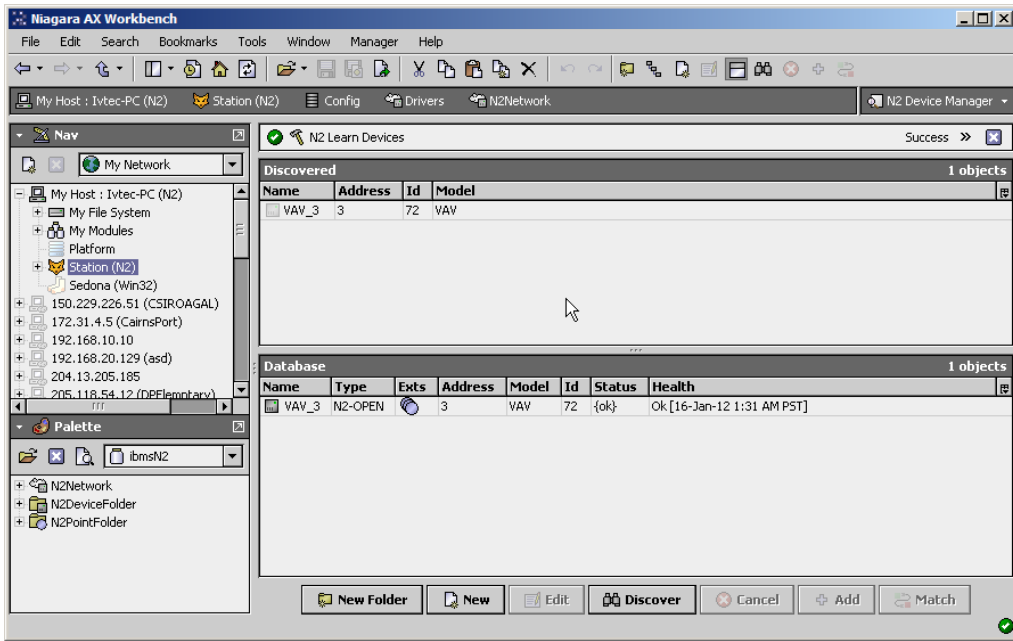 Niagara AX Workbench
File Edit Search Bookmarks Tools Window Manager Help
My Host : Ivtec-PC (N2) Station (N2) Config Drivers N2Network N2 Device Manager
Nav
My Network
My Host : Ivtec-PC (N2)
My File System
My Modules
Platform
Station (N2)
Sedona (Win32)
150.229.226.51 (CSIROAGAL)
172.31.4.5 (CairnsPort)
192.168.10.10
192.168.20.129 (asd)
204.13.205.185
205.118.54.12 (DPElemntary)
Palette
ibmsN2
N2Network
N2DeviceFolder
N2PointFolder
N2 Learn Devices Success »
Discovered 1 objects
Name Address Id Model
VAV_3 3 72 VAV
Database 1 objects
Name Type Exts Address Model Id Status Health
VAV_3 N2-OPEN 3 VAV 72 {ok} Ok [16-Jan-12 1:31 AM PST]
New Folder New Edit Discover Cancel Add Match